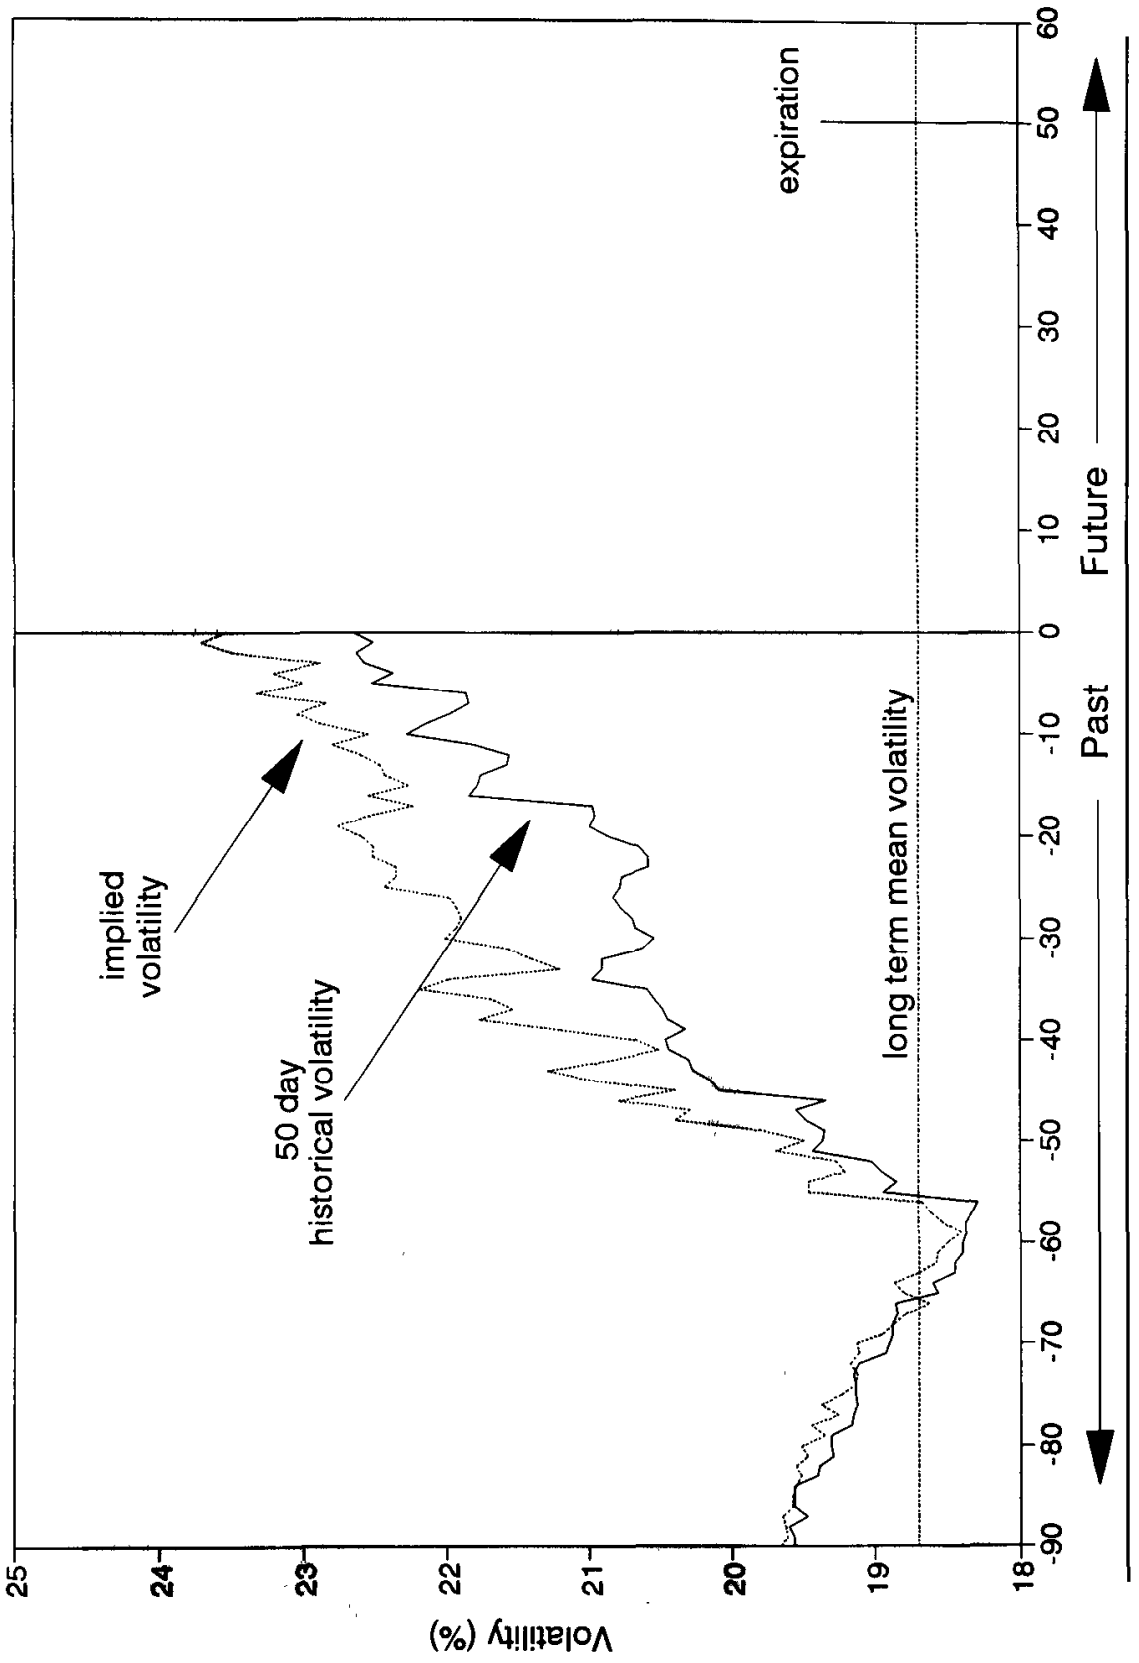 25
24
23
22
21
20
19
18
Volatility (%)
implied
volatility
50 day
historical volatility
long term mean volatility
expiration
-90
-80
-70
-60
-50
-40
-30
-20
-10
0
10
20
30
40
50
60
Past
Future